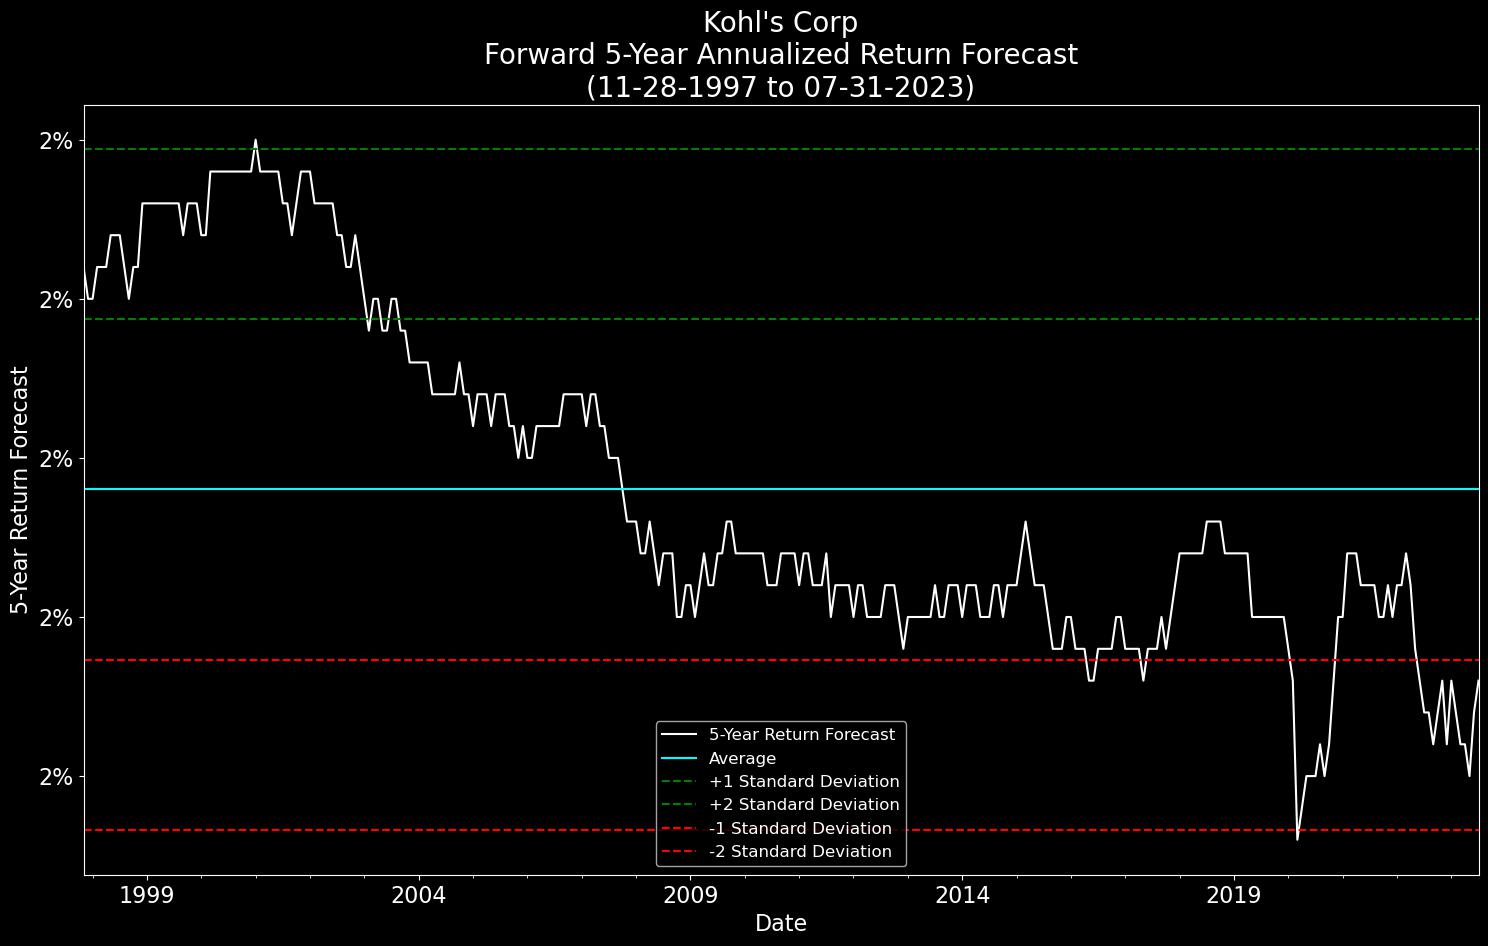 Kohl's Corp
Forward 5-Year Annualized Return Forecast
(11-28-1997 to 07-31-2023)
5-Year Return Forecast
2%
2%
2%
2%
2%
5-Year Return Forecast
Average
+1 Standard Deviation
+2 Standard Deviation
-1 Standard Deviation
-2 Standard Deviation
1999 2004 2009 2014 2019
Date